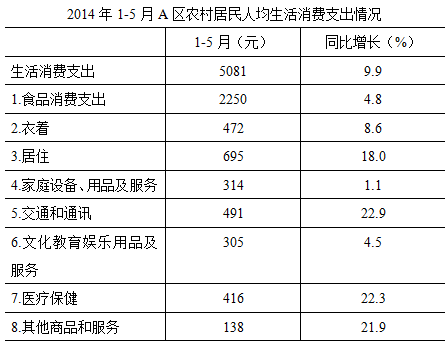 2014 年 1-5 月 A 区农村居民人均生活消费支出情况
1-5 月（元） 同比增长（%）
生活消费支出 5081 9.9
1.食品消费支出 2250 4.8
2.衣着 472 8.6
3.居住 695 18.0
4.家庭设备、用品及服务 314 1.1
5.交通和通讯 491 22.9
6.文化教育娱乐用品及
服务 305 4.5
7.医疗保健 416 22.3
8.其他商品和服务 138 21.9